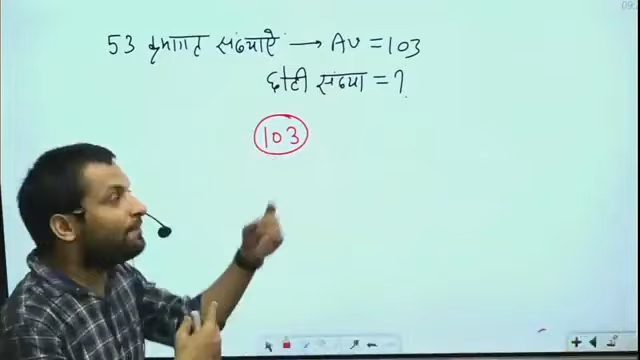 53 क्रमागत संख्याऐं → Av = 103
छोटी संख्या = ?
103